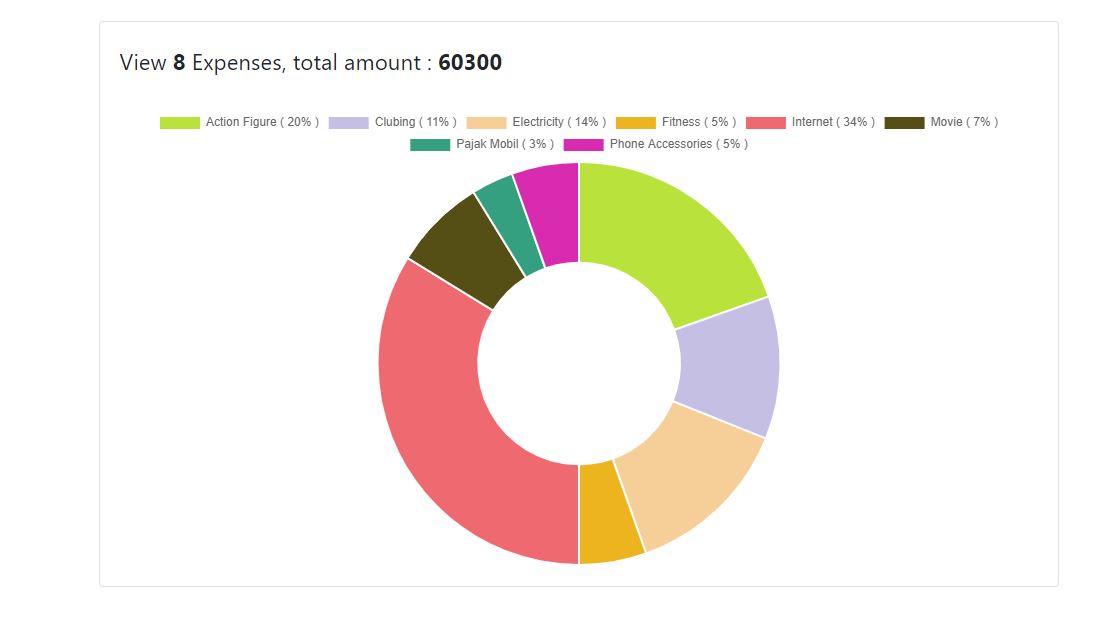 View 8 Expenses, total amount : 60300
Action Figure ( 20% ) Clubing ( 11% ) Electricity ( 14% ) Fitness ( 5% ) Internet ( 34% ) Movie ( 7% )
Pajak Mobil ( 3% ) Phone Accessories ( 5% )